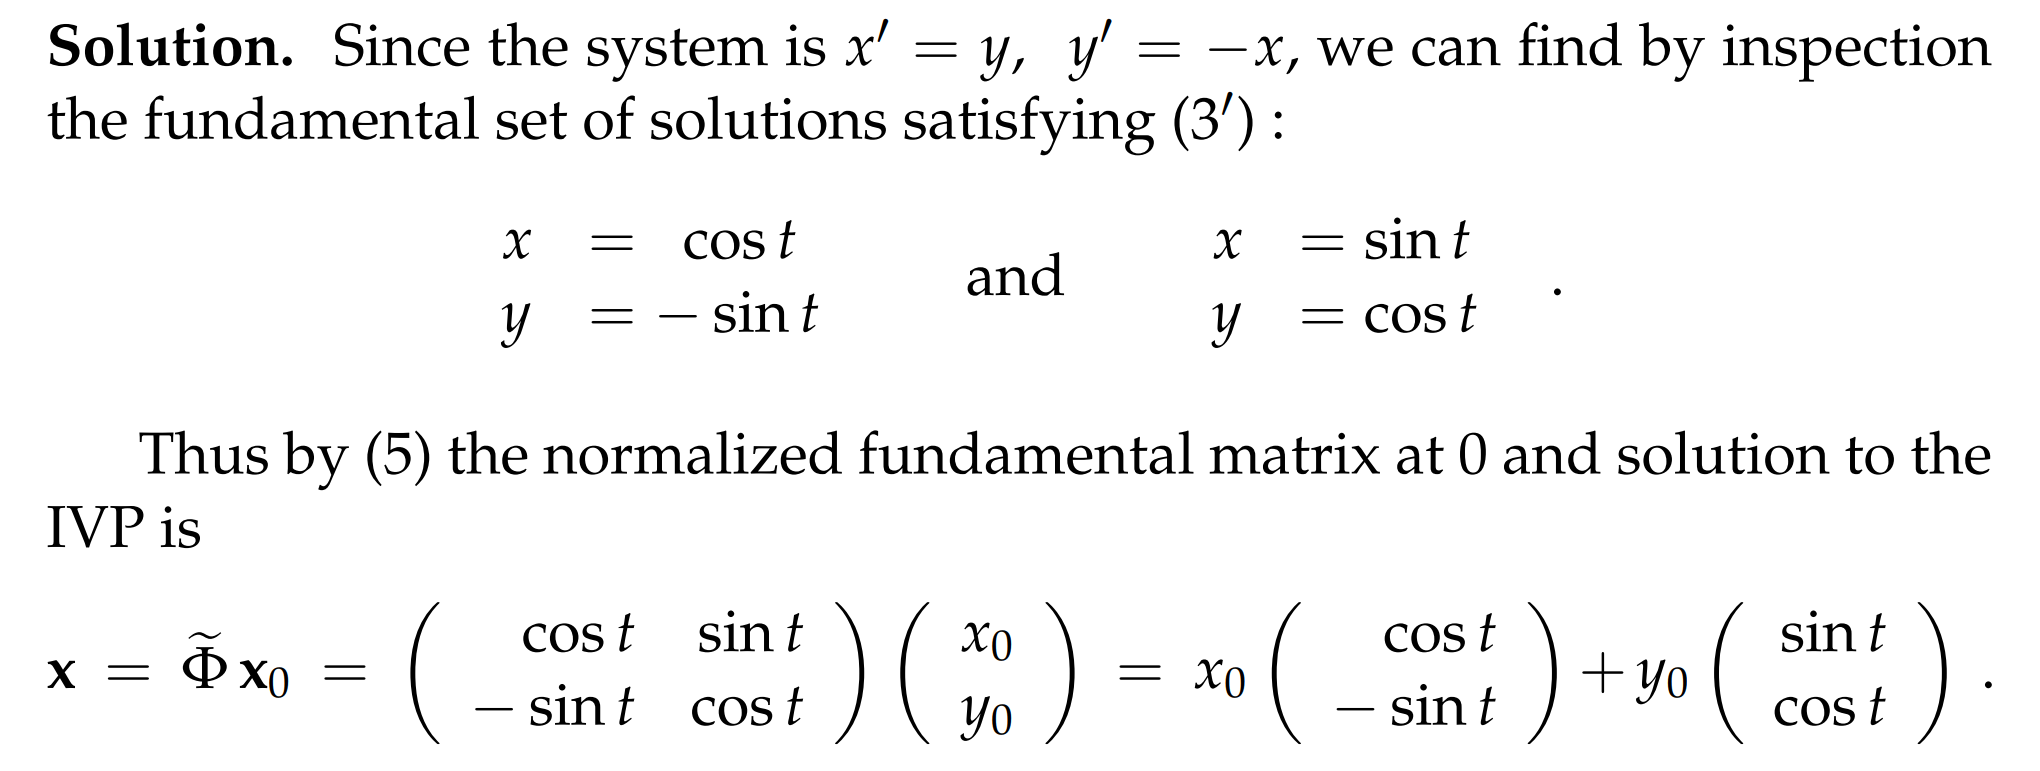 Solution. Since the system is x′ = y, y′ = −x, we can find by inspection
the fundamental set of solutions satisfying (3′) :
x = cos t and x = sin t
y = − sin t y = cos t .
Thus by (5) the normalized fundamental matrix at 0 and solution to the
IVP is
x = Φ̃ x₀ = ( cos t sin t ; − sin t cos t ) ( x₀ ; y₀ ) = x₀ ( cos t ; − sin t ) + y₀ ( sin t ; cos t ) .